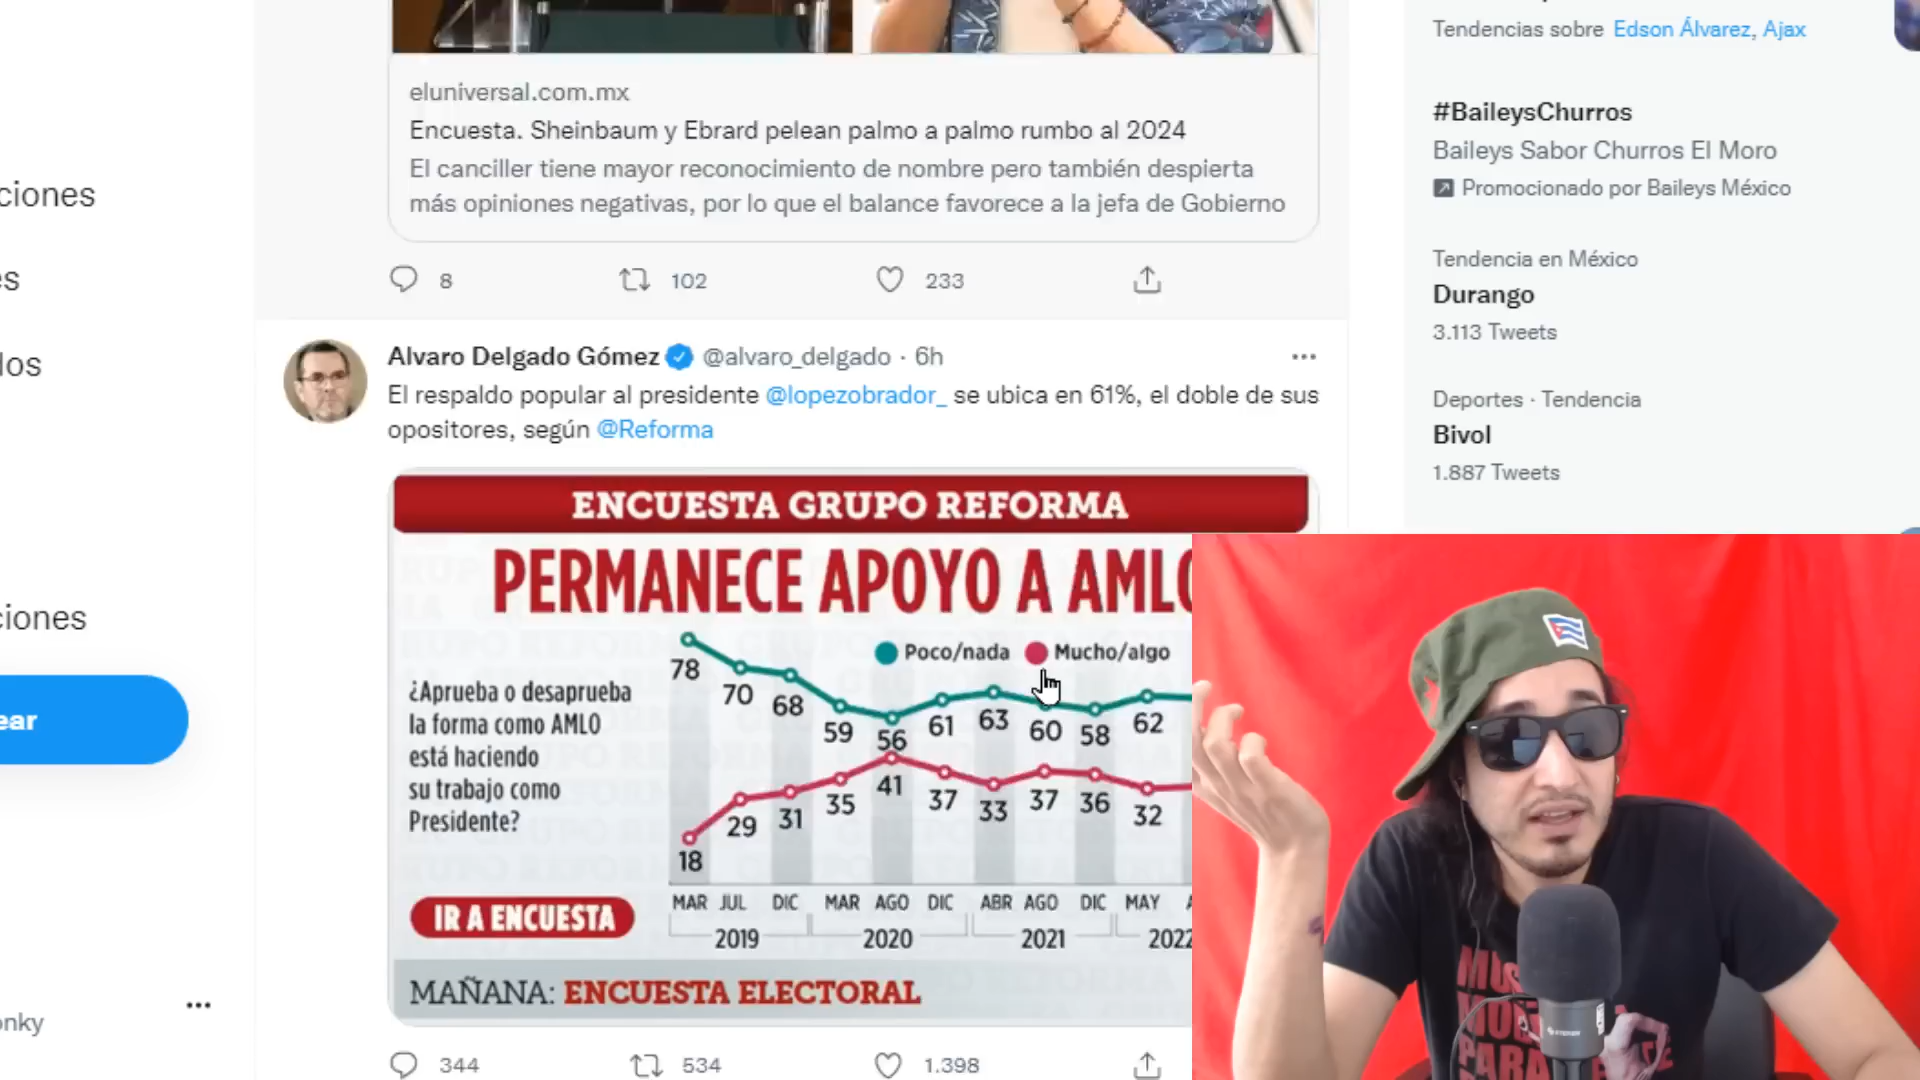 Tendencias sobre Edson Álvarez, Ajax
eluniversal.com.mx
Encuesta. Sheinbaum y Ebrard pelean palmo a palmo rumbo al 2024
El canciller tiene mayor reconocimiento de nombre pero también despierta
más opiniones negativas, por lo que el balance favorece a la jefa de Gobierno
8 102 233
#BaileysChurros
Baileys Sabor Churros El Moro
Promocionado por Baileys México
Tendencia en México
Durango
3.113 Tweets
Deportes · Tendencia
Bivol
1.887 Tweets
ciones
es
los
ciones
ear
onky
Alvaro Delgado Gómez @alvaro_delgado · 6h
El respaldo popular al presidente @lopezobrador_ se ubica en 61%, el doble de sus
opositores, según @Reforma
ENCUESTA GRUPO REFORMA
PERMANECE APOYO A AMLO
Poco/nada Mucho/algo
¿Aprueba o desaprueba
la forma como AMLO
está haciendo
su trabajo como
Presidente?
78 70 68 59 56 61 63 60 58 62
18 29 31 35 41 37 33 37 36 32
MAR JUL DIC MAR AGO DIC ABR AGO DIC MAY
2019 2020 2021 2022
IR A ENCUESTA
MAÑANA: ENCUESTA ELECTORAL
344 534 1.398
PARA